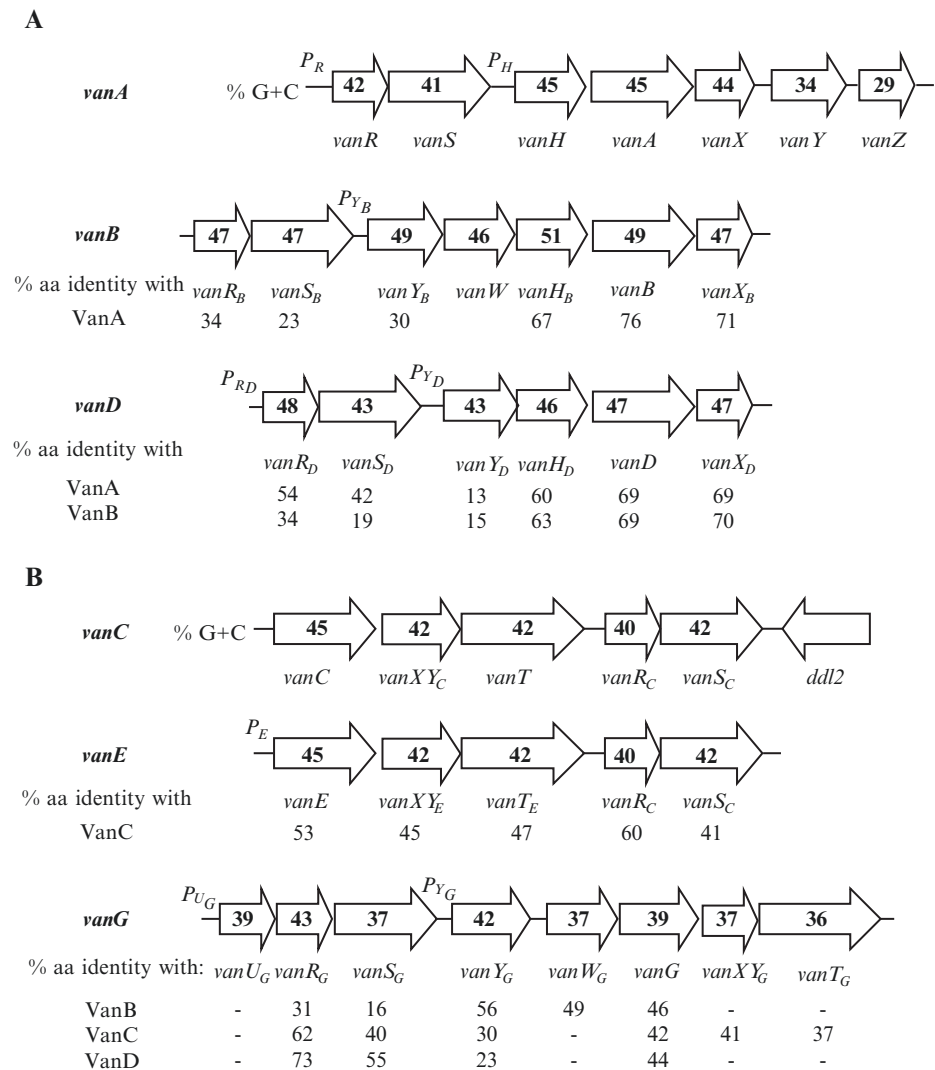 A
P_R P_H
vanA % G+C 42 41 45 45 44 34 29
vanR vanS vanH vanA vanX vanY vanZ
P_Y_B
vanB 47 47 49 46 51 49 47
% aa identity with vanR_B vanS_B vanY_B vanW vanH_B vanB vanX_B
VanA 34 23 30 67 76 71
P_R_D P_Y_D
vanD 48 43 43 46 47 47
% aa identity with
vanR_D vanS_D vanY_D vanH_D vanD vanX_D
VanA 54 42 13 60 69 69
VanB 34 19 15 63 69 70
B
vanC % G+C 45 42 42 40 42
vanC vanXY_C vanT vanR_C vanS_C ddl2
P_E
vanE 45 42 42 40 42
% aa identity with vanE vanXY_E vanT_E vanR_C vanS_C
VanC 53 45 47 60 41
P_U_G P_Y_G
vanG 39 43 37 42 37 39 37 36
% aa identity with: vanU_G vanR_G vanS_G vanY_G vanW_G vanG vanXY_G vanT_G
VanB - 31 16 56 49 46 - -
VanC - 62 40 30 - 42 41 37
VanD - 73 55 23 - 44 - -